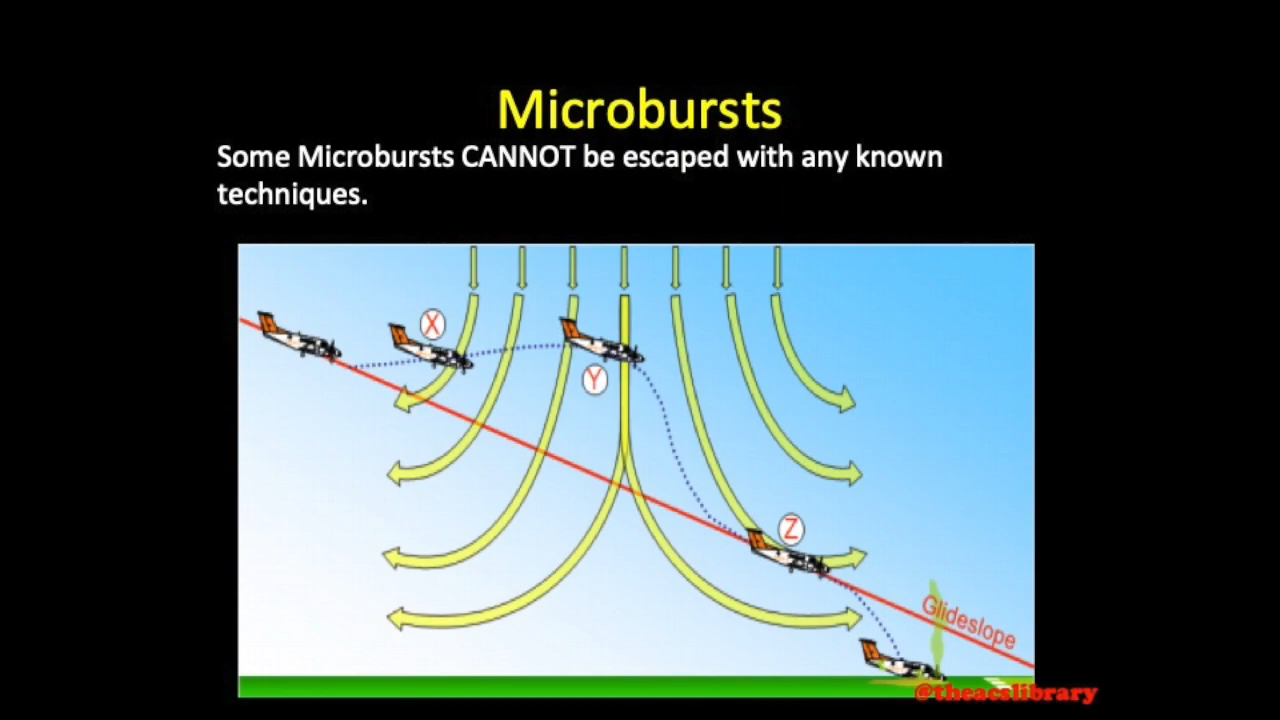 Microbursts
Some Microbursts CANNOT be escaped with any known
techniques.
X
Y
Z
Glideslope
@theacslibrary